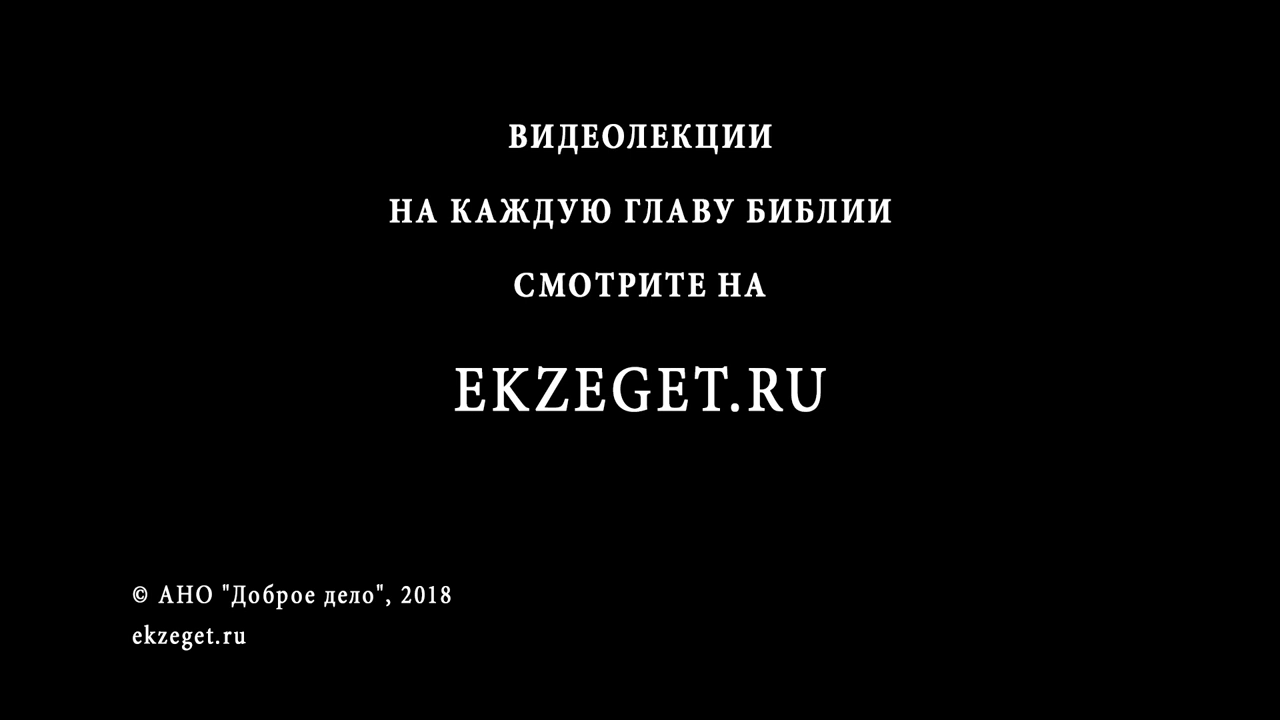 ВИДЕОЛЕКЦИИ
НА КАЖДУЮ ГЛАВУ БИБЛИИ
СМОТРИТЕ НА
EKZEGET.RU
© АНО "Доброе дело", 2018
ekzeget.ru